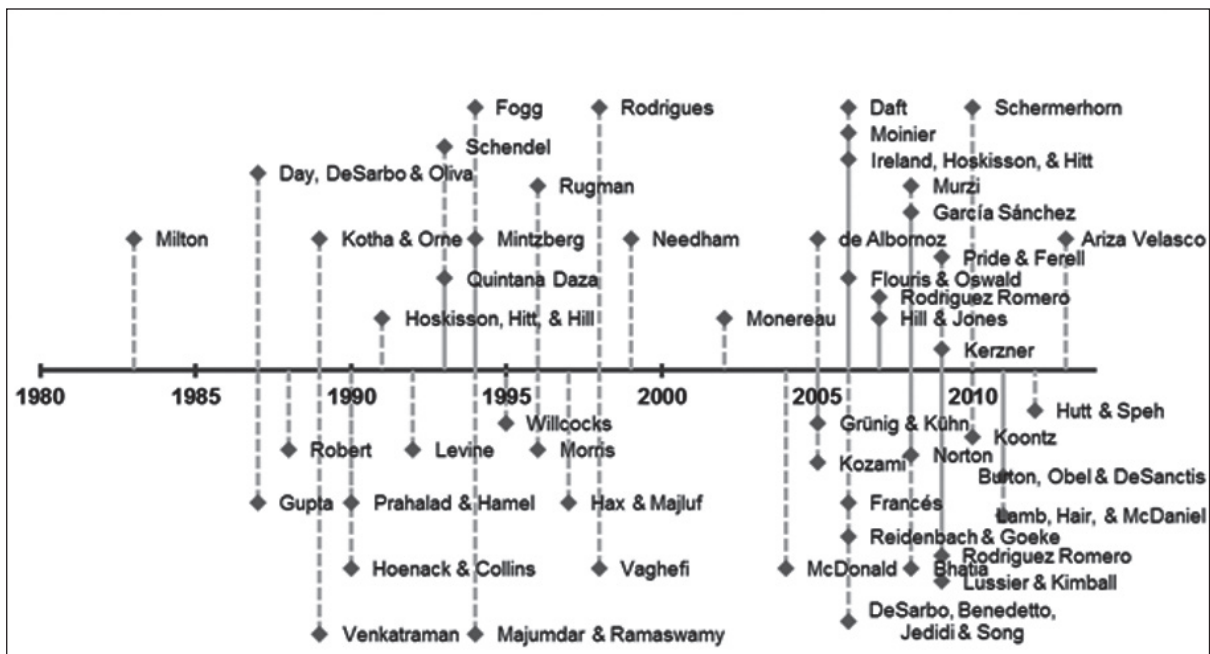 Fogg
Rodrigues
Daft
Schermerhorn
Moinier
Schendel
Ireland, Hoskisson, & Hitt
Day, DeSarbo & Oliva
Rugman
Murzi
García Sánchez
Milton
Kotha & Orne
Mintzberg
Needham
de Albornoz
Ariza Velasco
Pride & Ferell
Quintana Daza
Flouris & Oswald
Rodriguez Romero
Hoskisson, Hitt, & Hill
Monereau
Hill & Jones
Kerzner
1980
1985
1990
1995
2000
2005
2010
Hutt & Speh
Willcocks
Grünig & Kühn
Koontz
Robert
Levine
Morris
Norton
Kozami
Burton, Obel & DeSanctis
Gupta
Prahalad & Hamel
Hax & Majluf
Francés
Lamb, Hair, & McDaniel
Reidenbach & Goeke
Rodriguez Romero
Hoenack & Collins
Vaghefi
McDonald
Bhatia
Lussier & Kimball
DeSarbo, Benedetto,
Jedidi & Song
Venkatraman
Majumdar & Ramaswamy